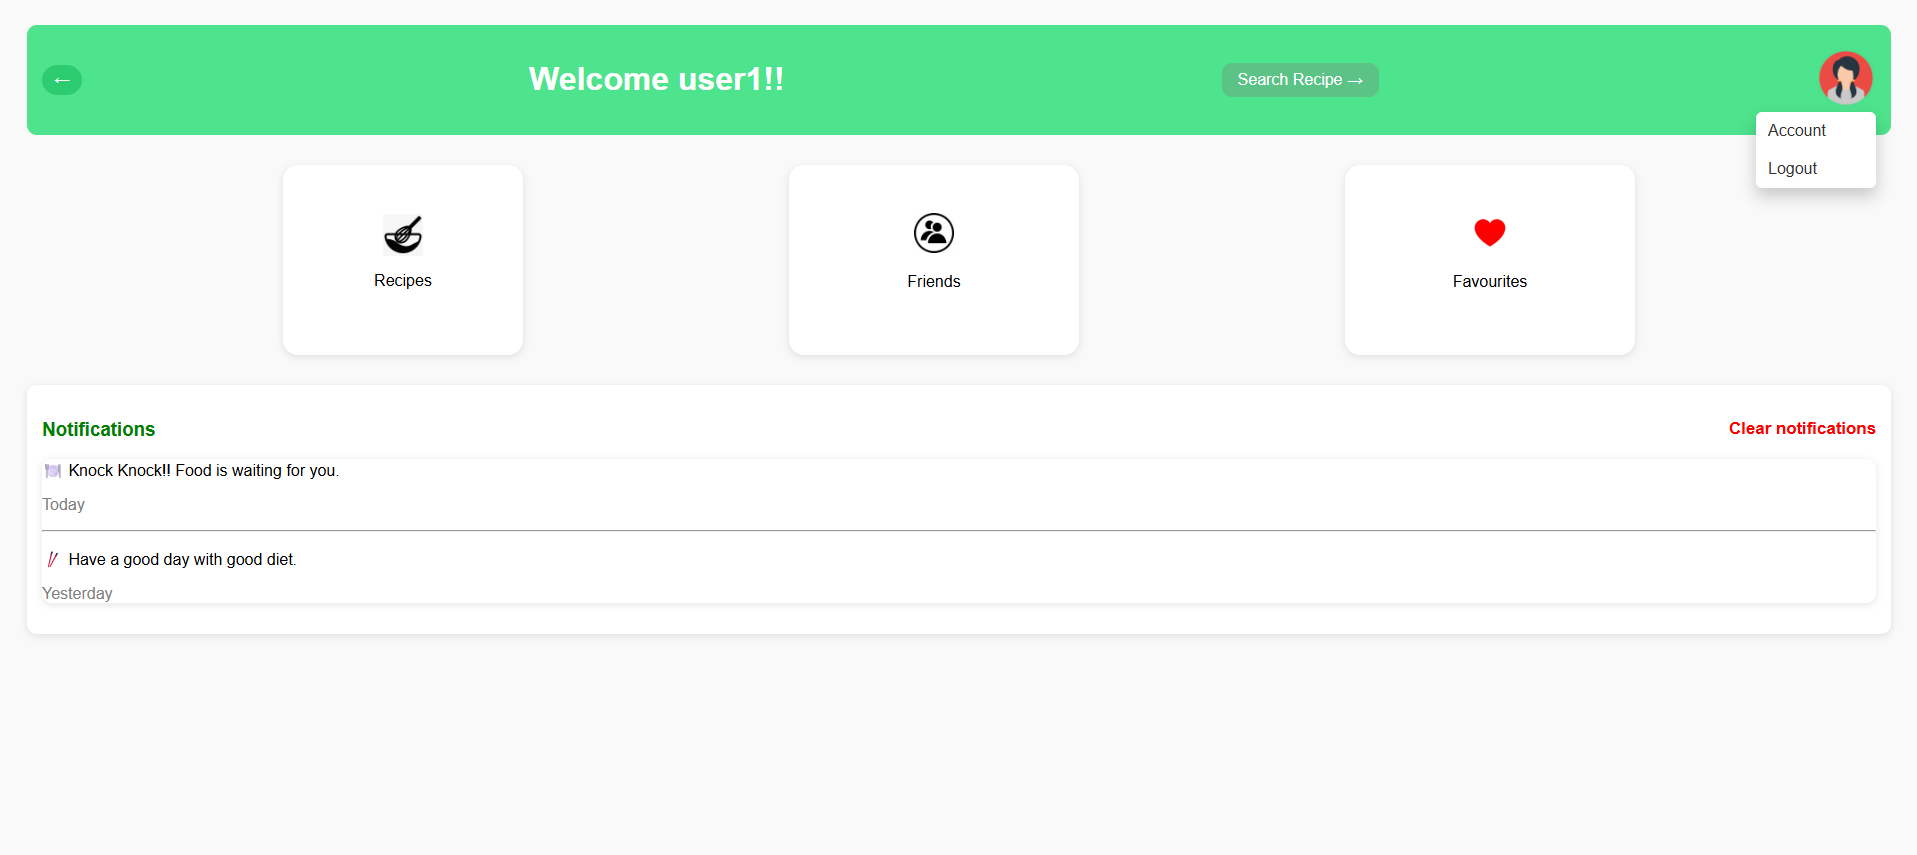 ←
Welcome user1!!
Search Recipe →
Account
Logout
Recipes
Friends
Favourites
Notifications
Clear notifications
🍽️ Knock Knock!! Food is waiting for you.
Today
🥢 Have a good day with good diet.
Yesterday